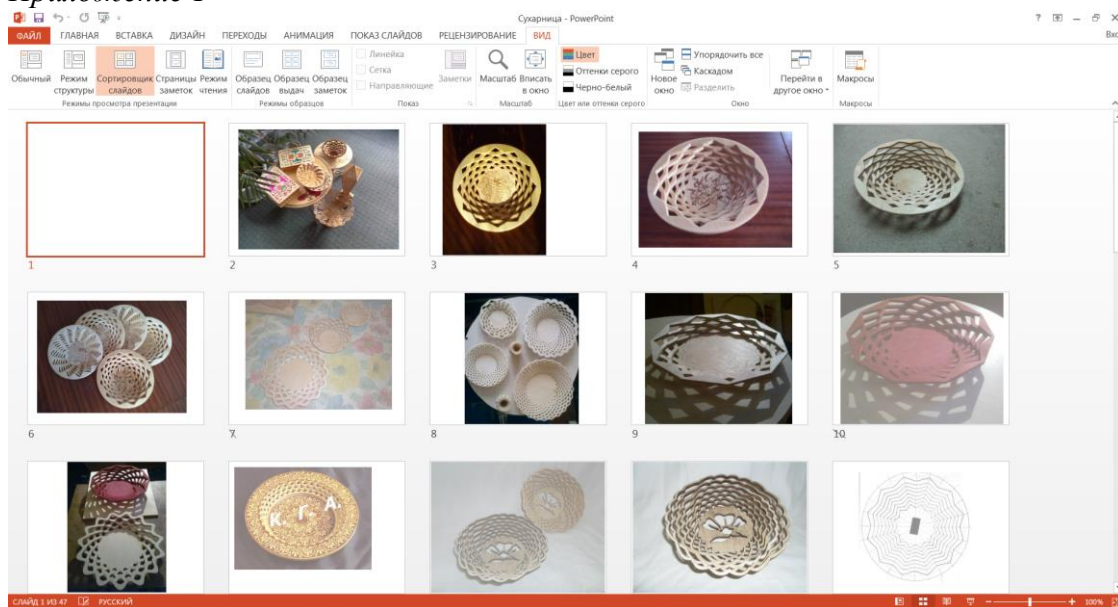 Приложение 1
Сухарница - PowerPoint
ФАЙЛ ГЛАВНАЯ ВСТАВКА ДИЗАЙН ПЕРЕХОДЫ АНИМАЦИЯ ПОКАЗ СЛАЙДОВ РЕЦЕНЗИРОВАНИЕ ВИД
Обычный
Режим структуры
Сортировщик слайдов
Страницы заметок
Режим чтения
Режимы просмотра презентации
Образец слайдов
Образец выдач
Образец заметок
Режимы образцов
Линейка
Сетка
Направляющие
Показ
Заметки
Масштаб
Вписать в окно
Масштаб
Цвет
Оттенки серого
Черно-белый
Цвет или оттенки серого
Новое окно
Упорядочить все
Каскадом
Разделить
Перейти в другое окно
Окно
Макросы
Макросы
1 2 3 4 5
6 7 8 9 10
К. Г. А.
СЛАЙД 1 ИЗ 47 РУССКИЙ 100%